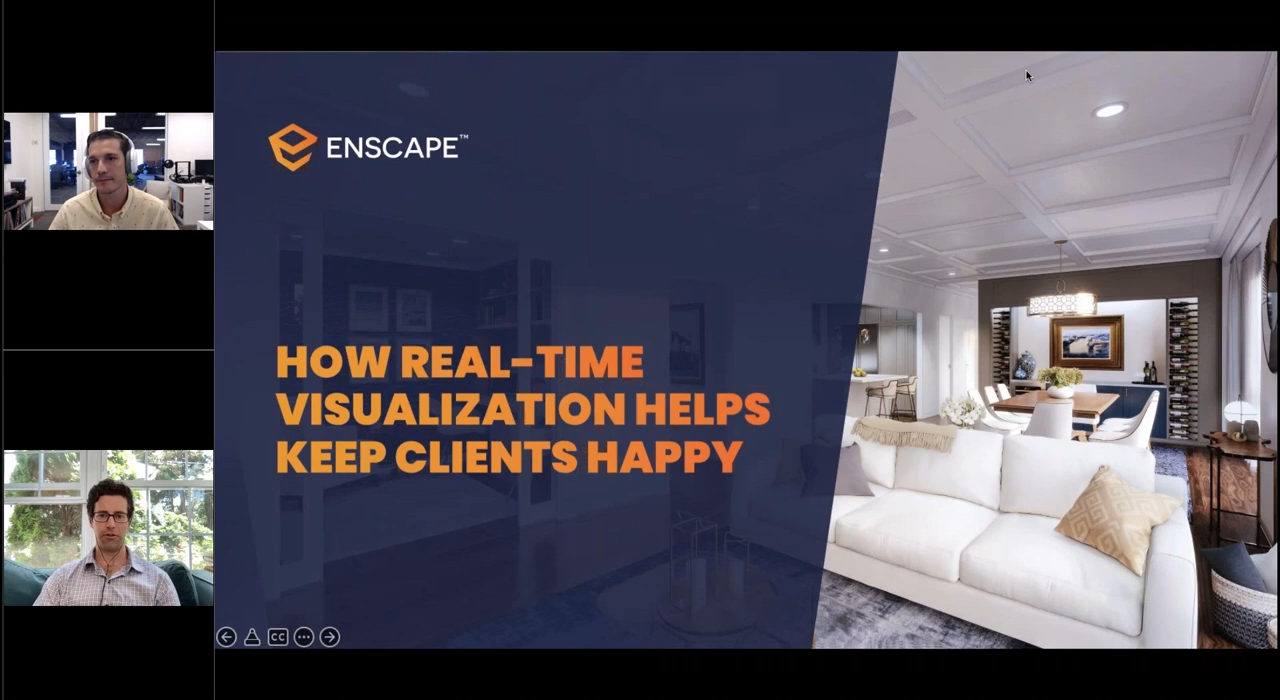 ENSCAPE™
HOW REAL-TIME
VISUALIZATION HELPS
KEEP CLIENTS HAPPY
CC